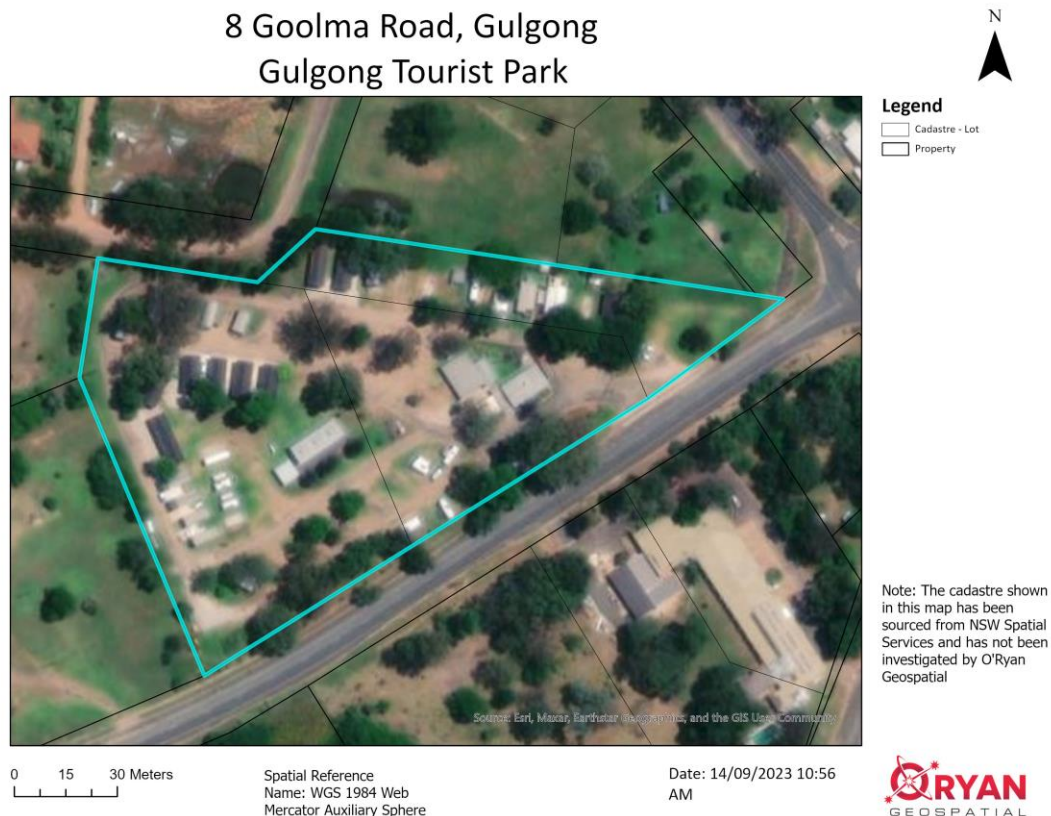 8 Goolma Road, Gulgong
Gulgong Tourist Park
N
Legend
Cadastre - Lot
Property
Note: The cadastre shown
in this map has been
sourced from NSW Spatial
Services and has not been
investigated by O'Ryan
Geospatial
Source: Esri, Maxar, Earthstar Geographics, and the GIS User Community
0 15 30 Meters
Spatial Reference
Name: WGS 1984 Web
Mercator Auxiliary Sphere
Date: 14/09/2023 10:56
AM
ORYAN
GEOSPATIAL